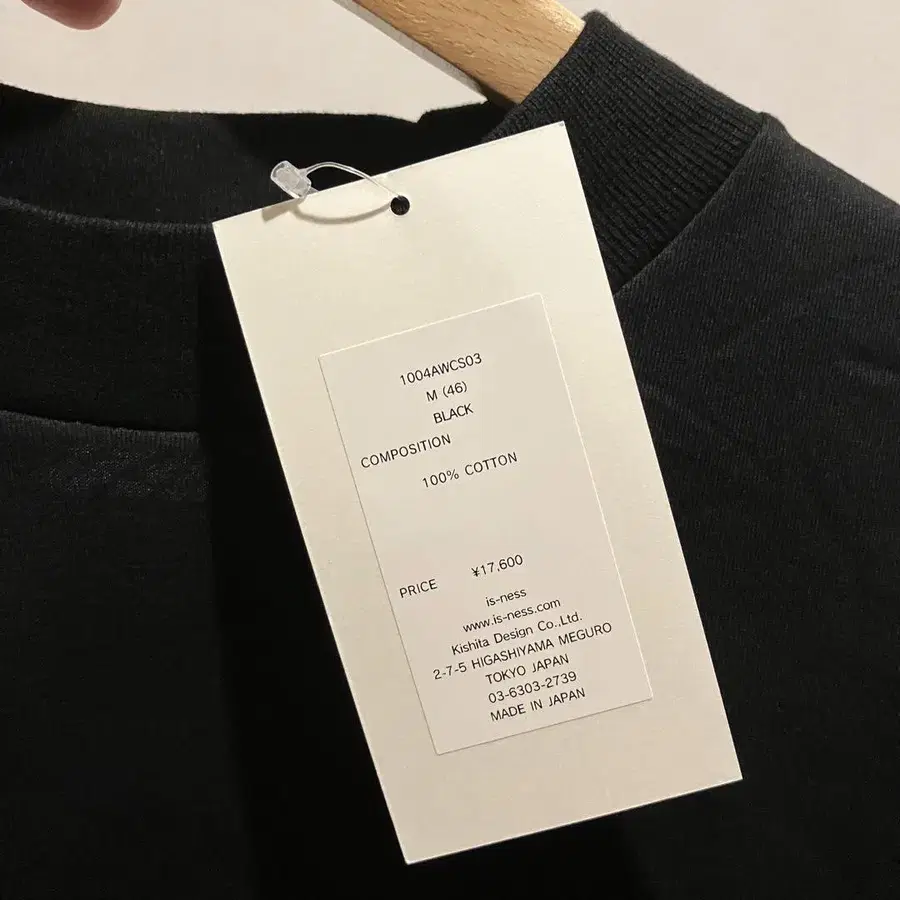 1004AWCS03
M (46)
BLACK
COMPOSITION
100% COTTON
PRICE ¥17,600
is-ness
www.is-ness.com
Kishita Design Co.,Ltd.
2-7-5 HIGASHIYAMA MEGURO
TOKYO JAPAN
03-6303-2739
MADE IN JAPAN